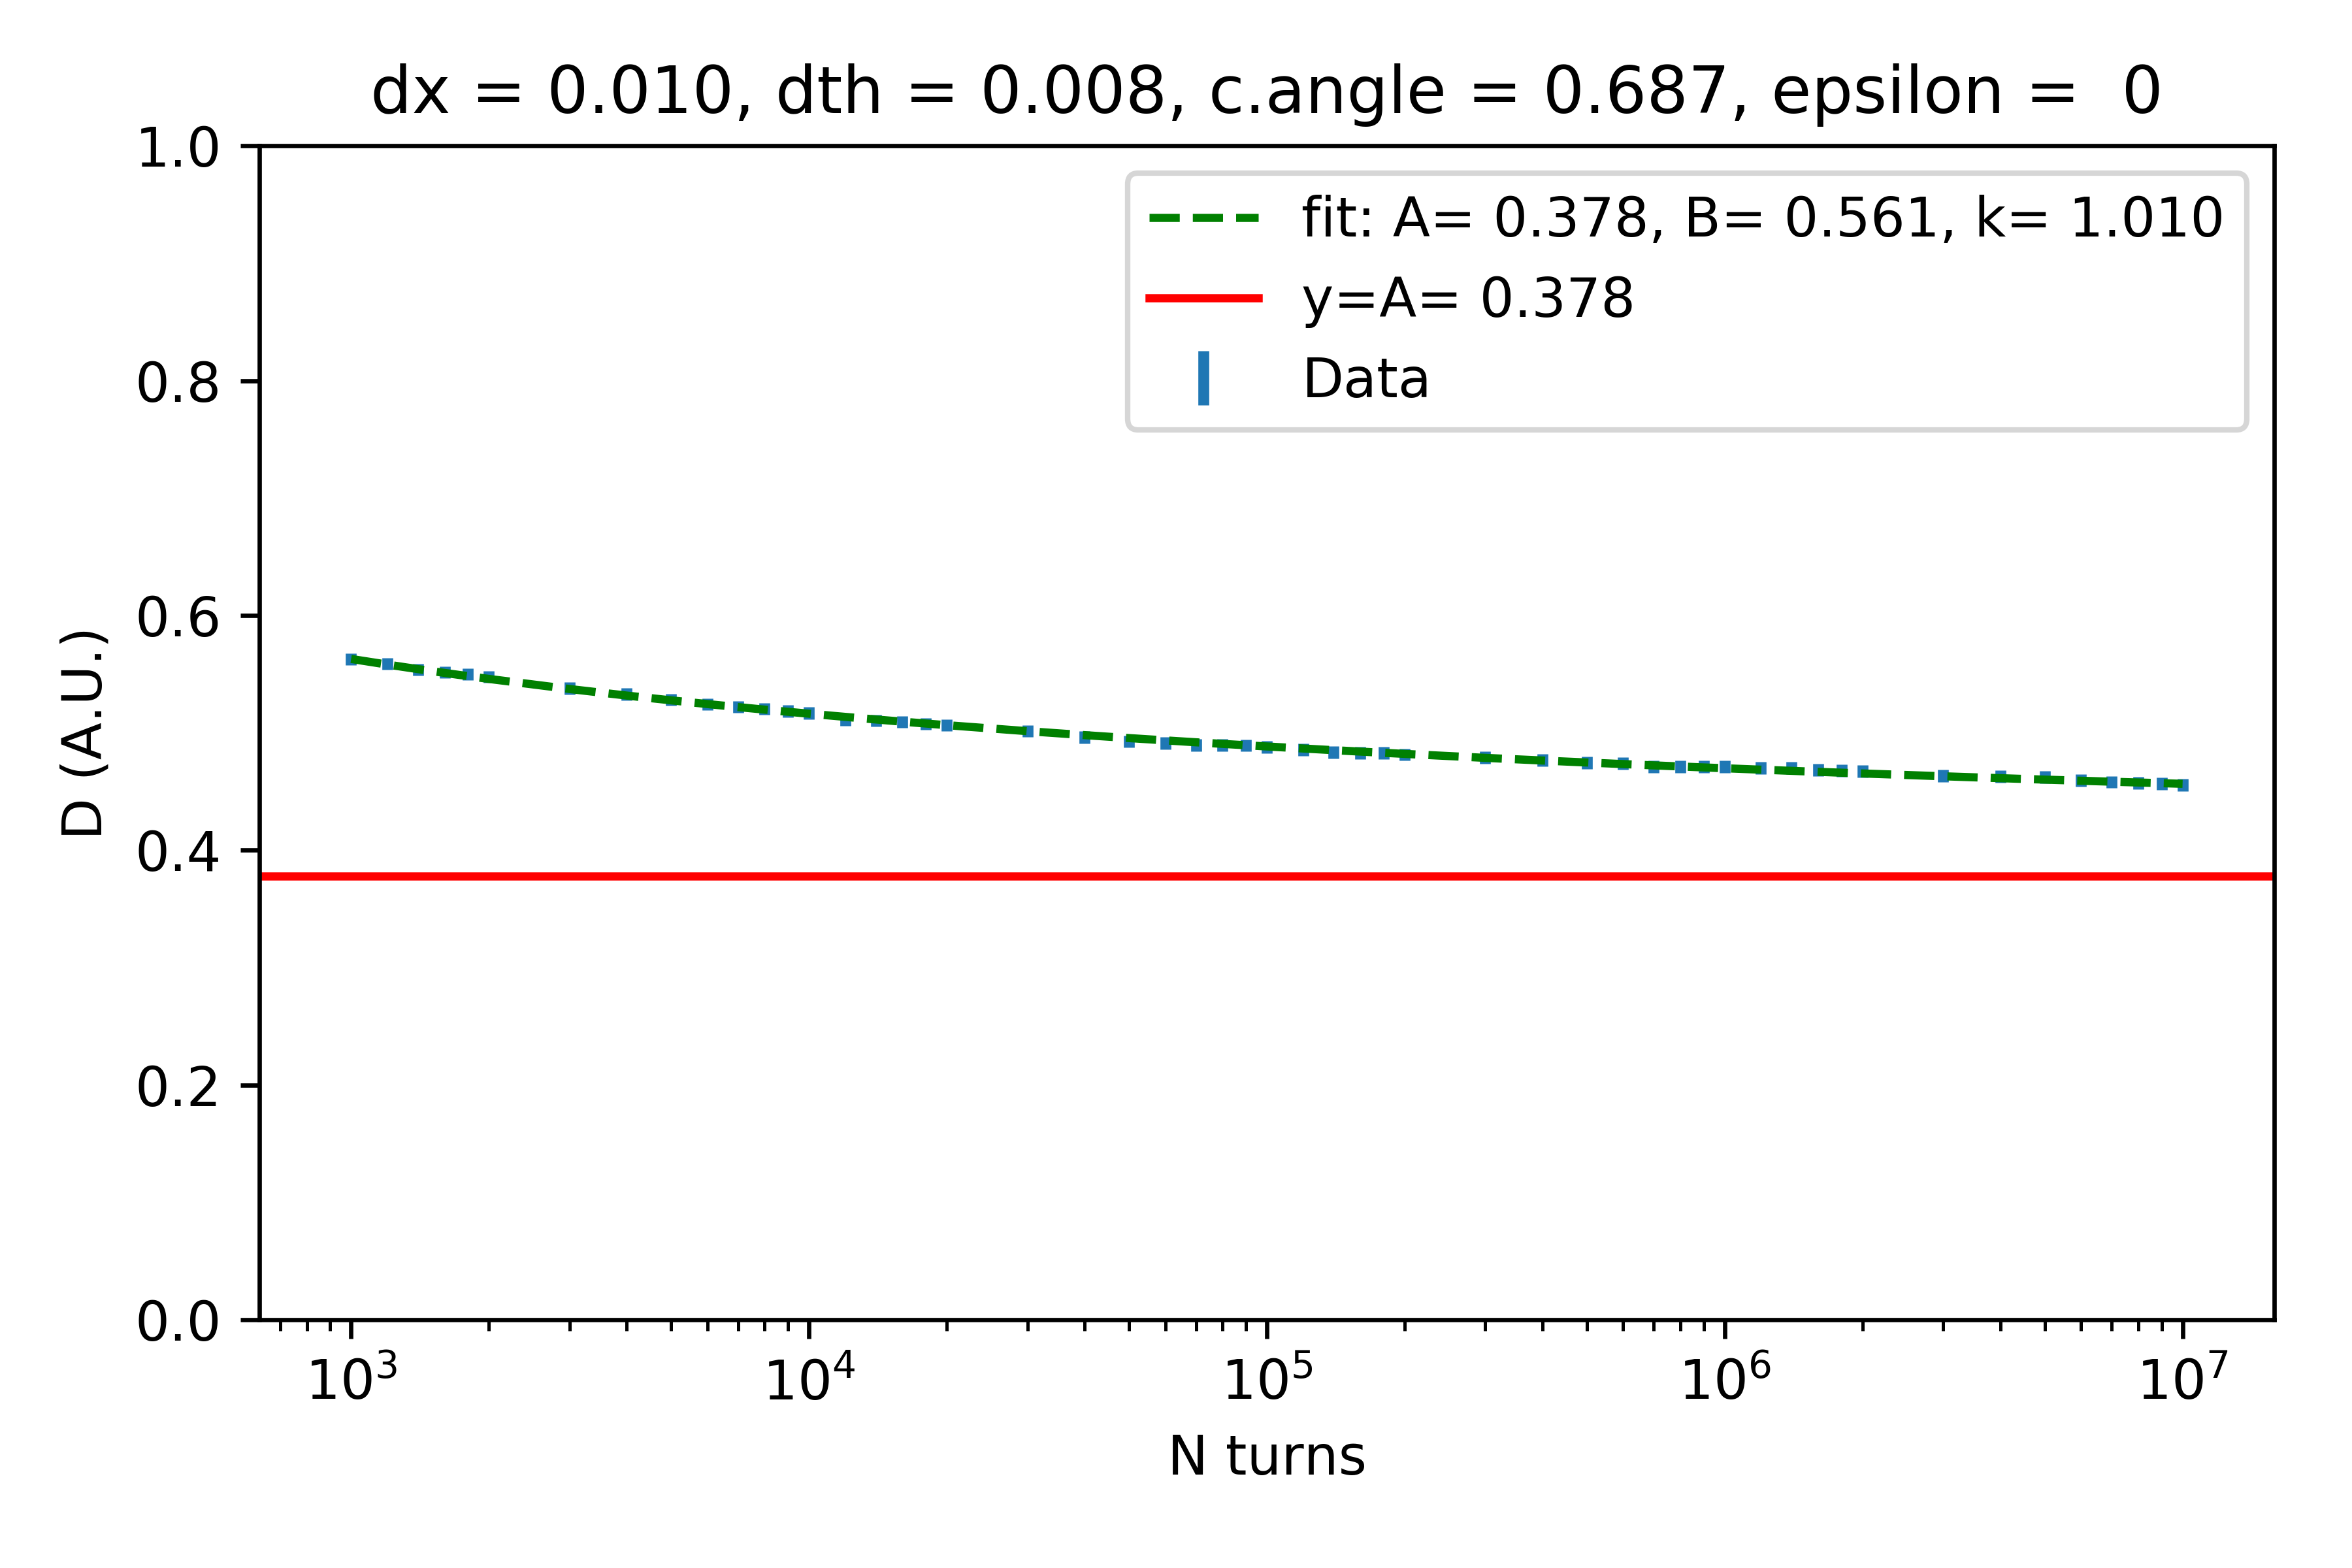 dx = 0.010, dth = 0.008, c.angle = 0.687, epsilon =  0
1.0
0.8
0.6
0.4
0.2
0.0
D (A.U.)
fit: A= 0.378, B= 0.561, k= 1.010
y=A= 0.378
Data
10³
10⁴
10⁵
10⁶
10⁷
N turns